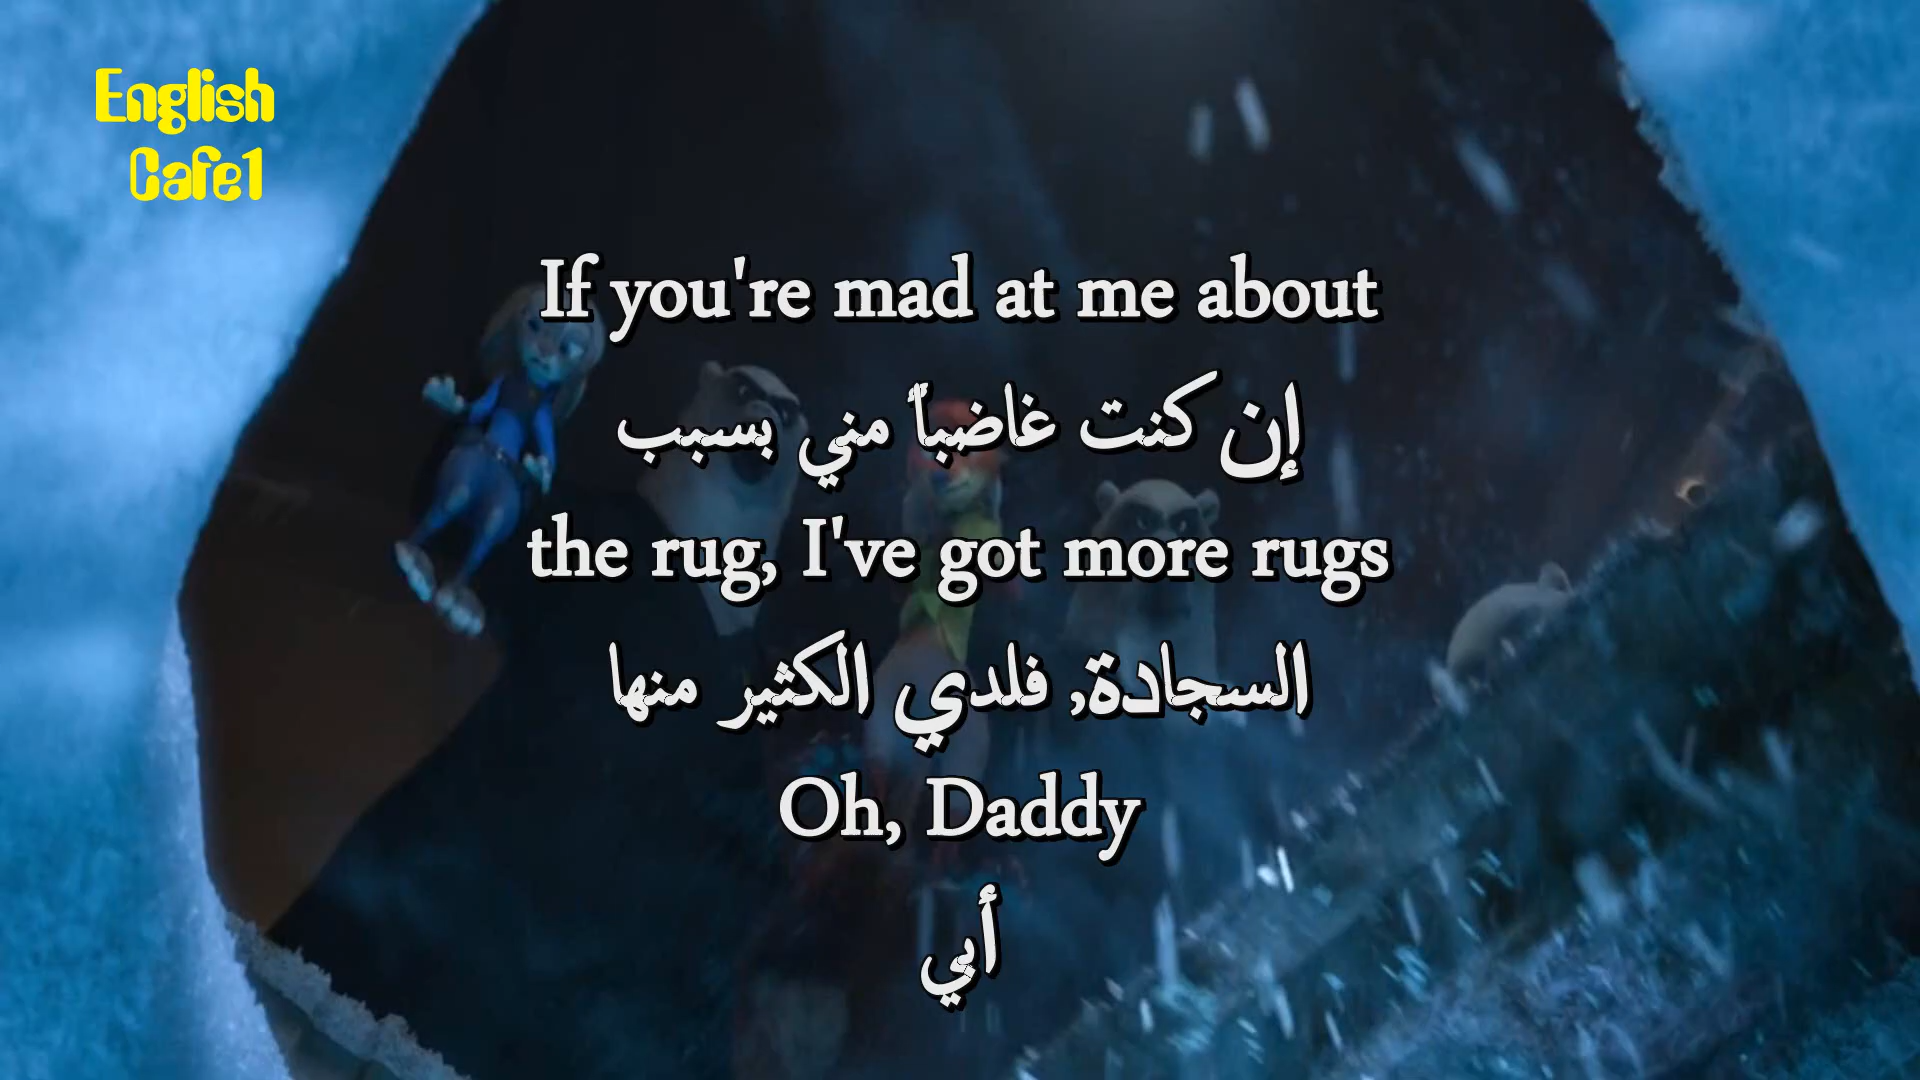 English
Cafe1
If you're mad at me about
إن كنت غاضباً مني بسبب
the rug, I've got more rugs
السجادة, فلدي الكثير منها
Oh, Daddy
أبي